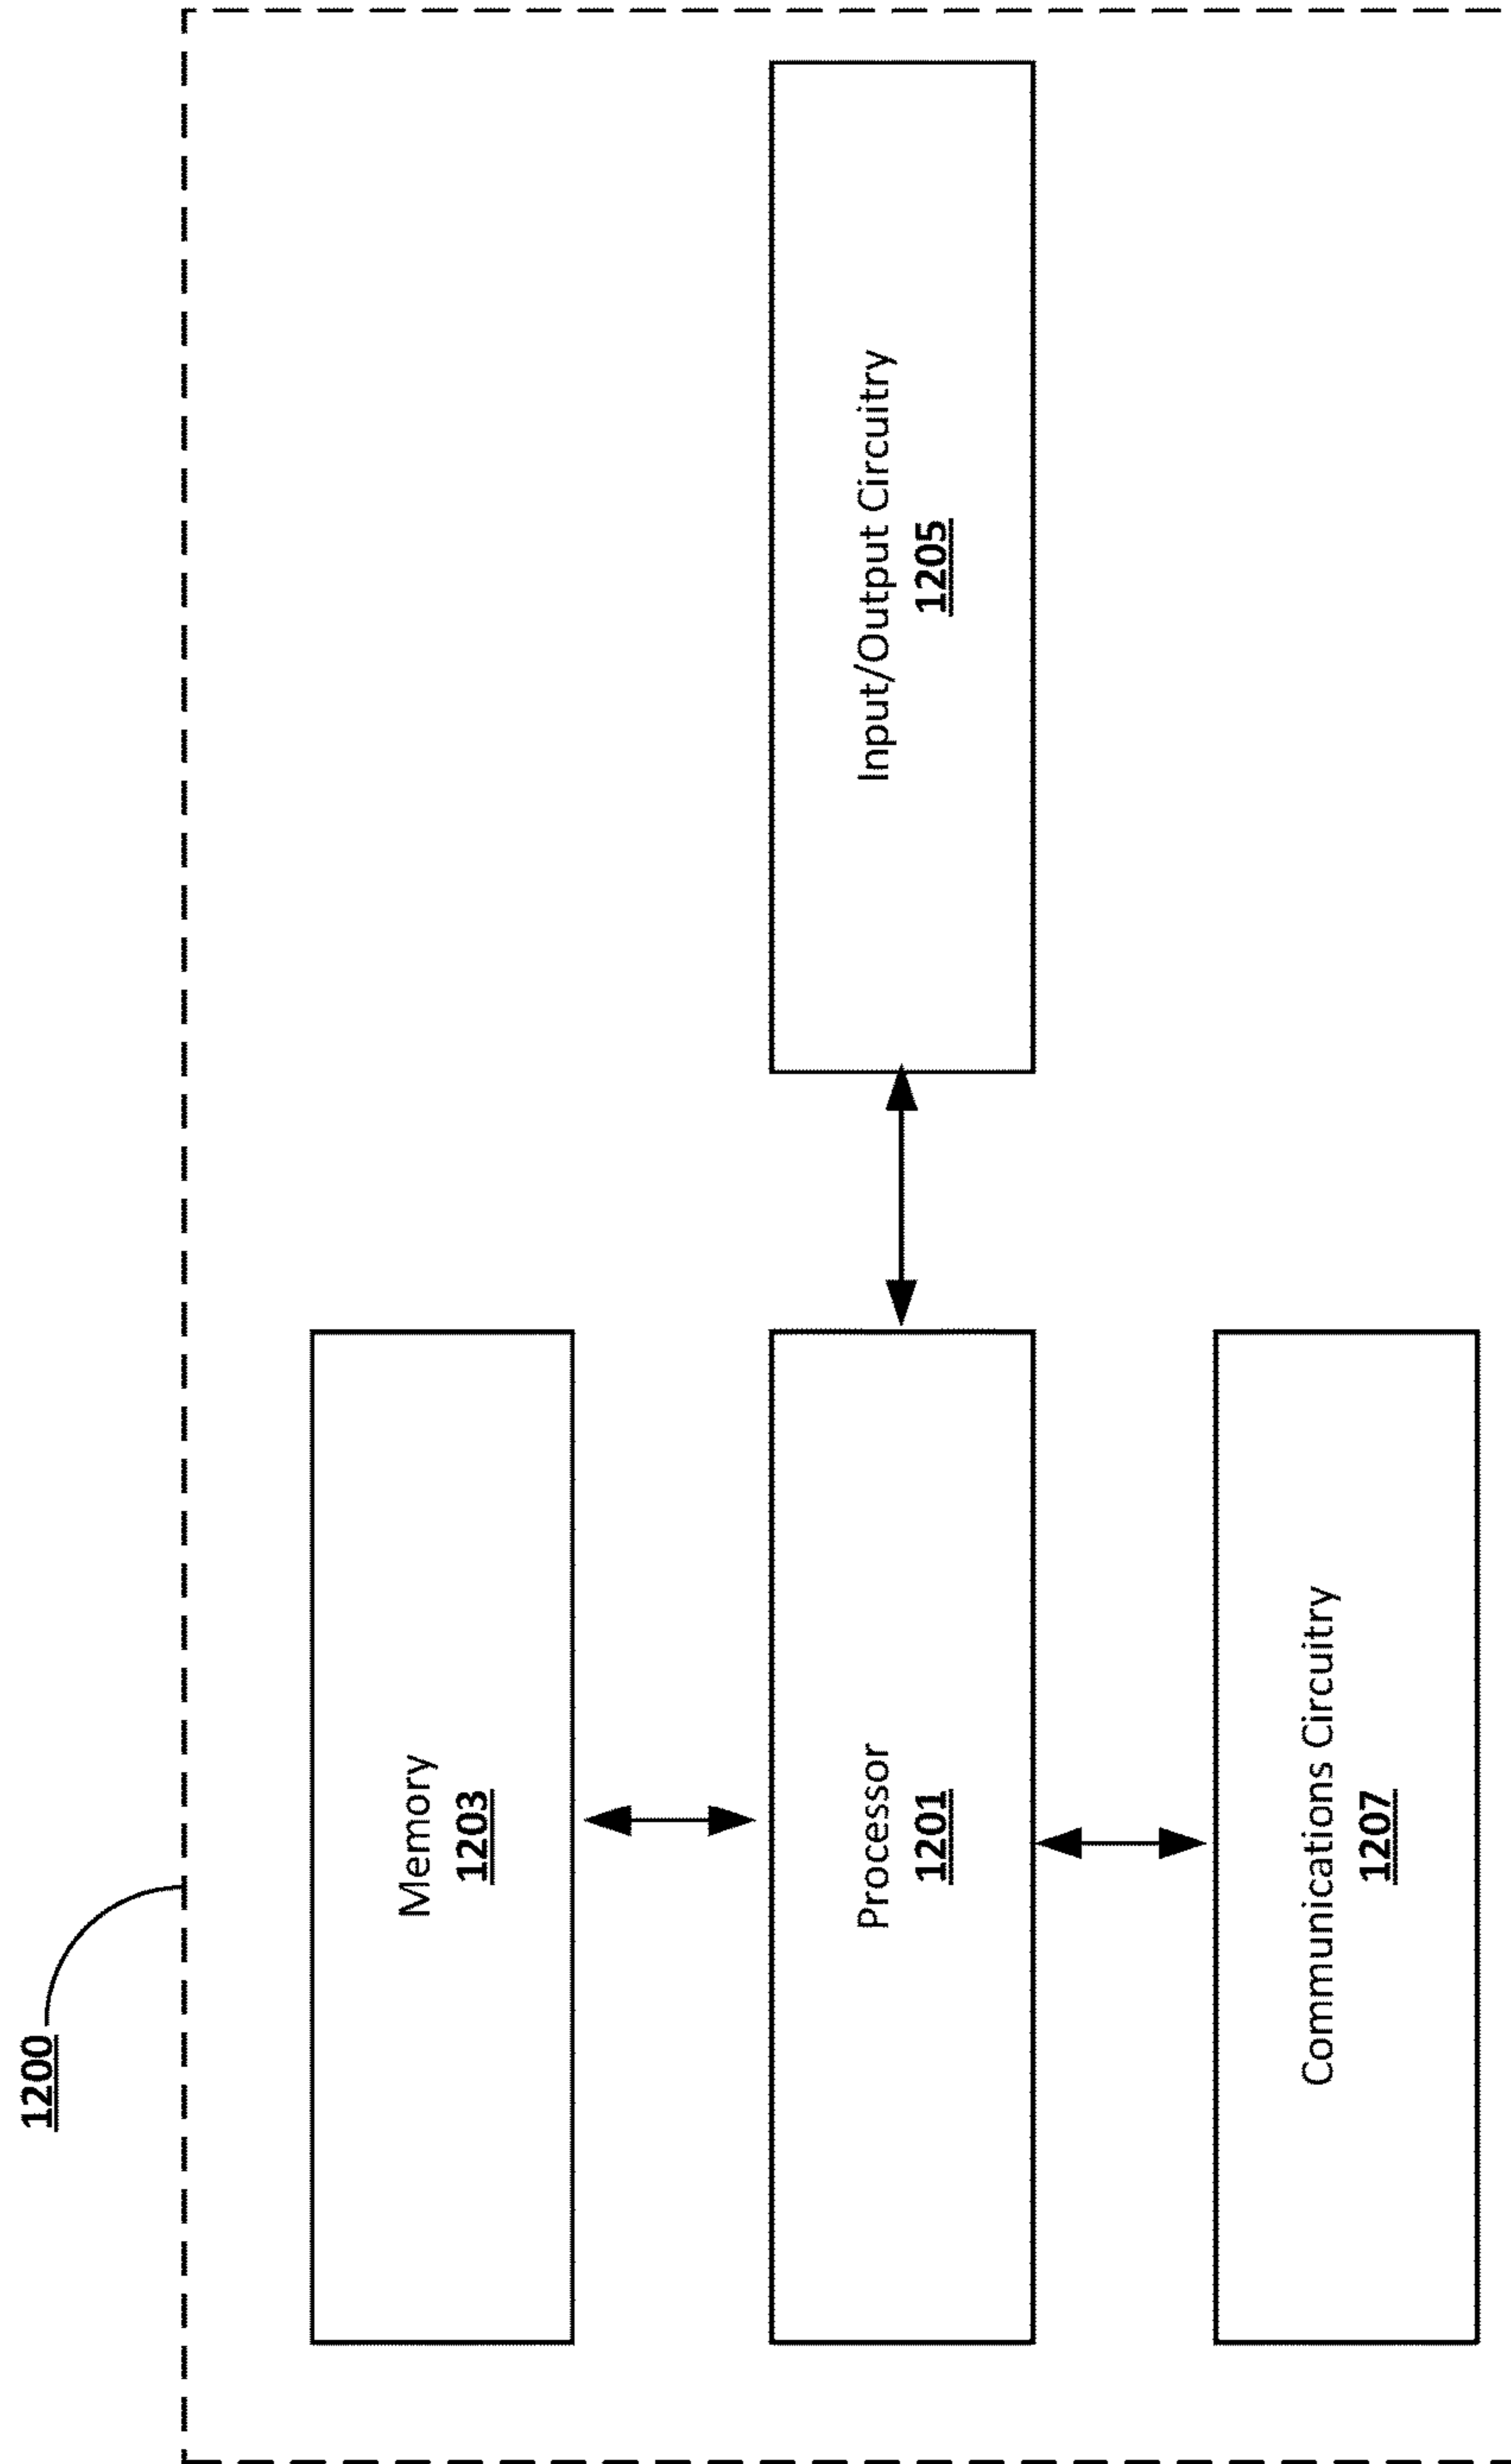 1200
Memory
1203
Processor
1201
Input/Output Circuitry
1205
Communications Circuitry
1207